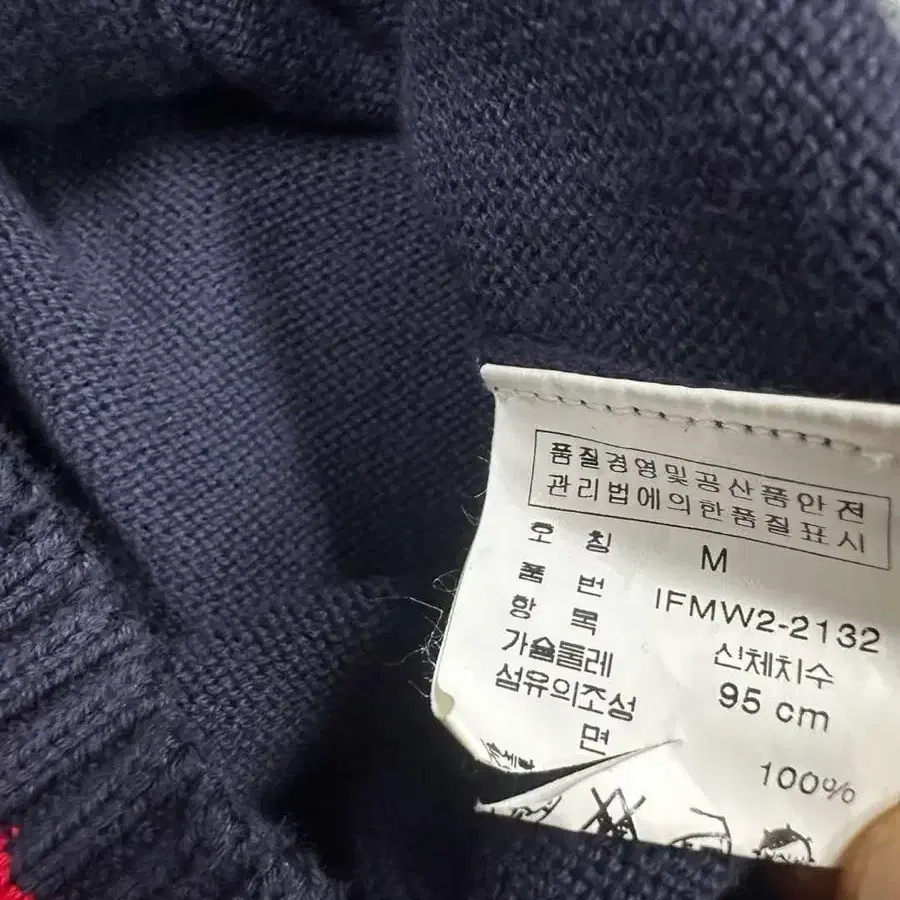 품질경영및공산품안전
관리법에의한품질표시
호 칭 M
품 번 IFMW2-2132
항 목 신체치수
가슴둘레 95 cm
섬유의조성
면 100%